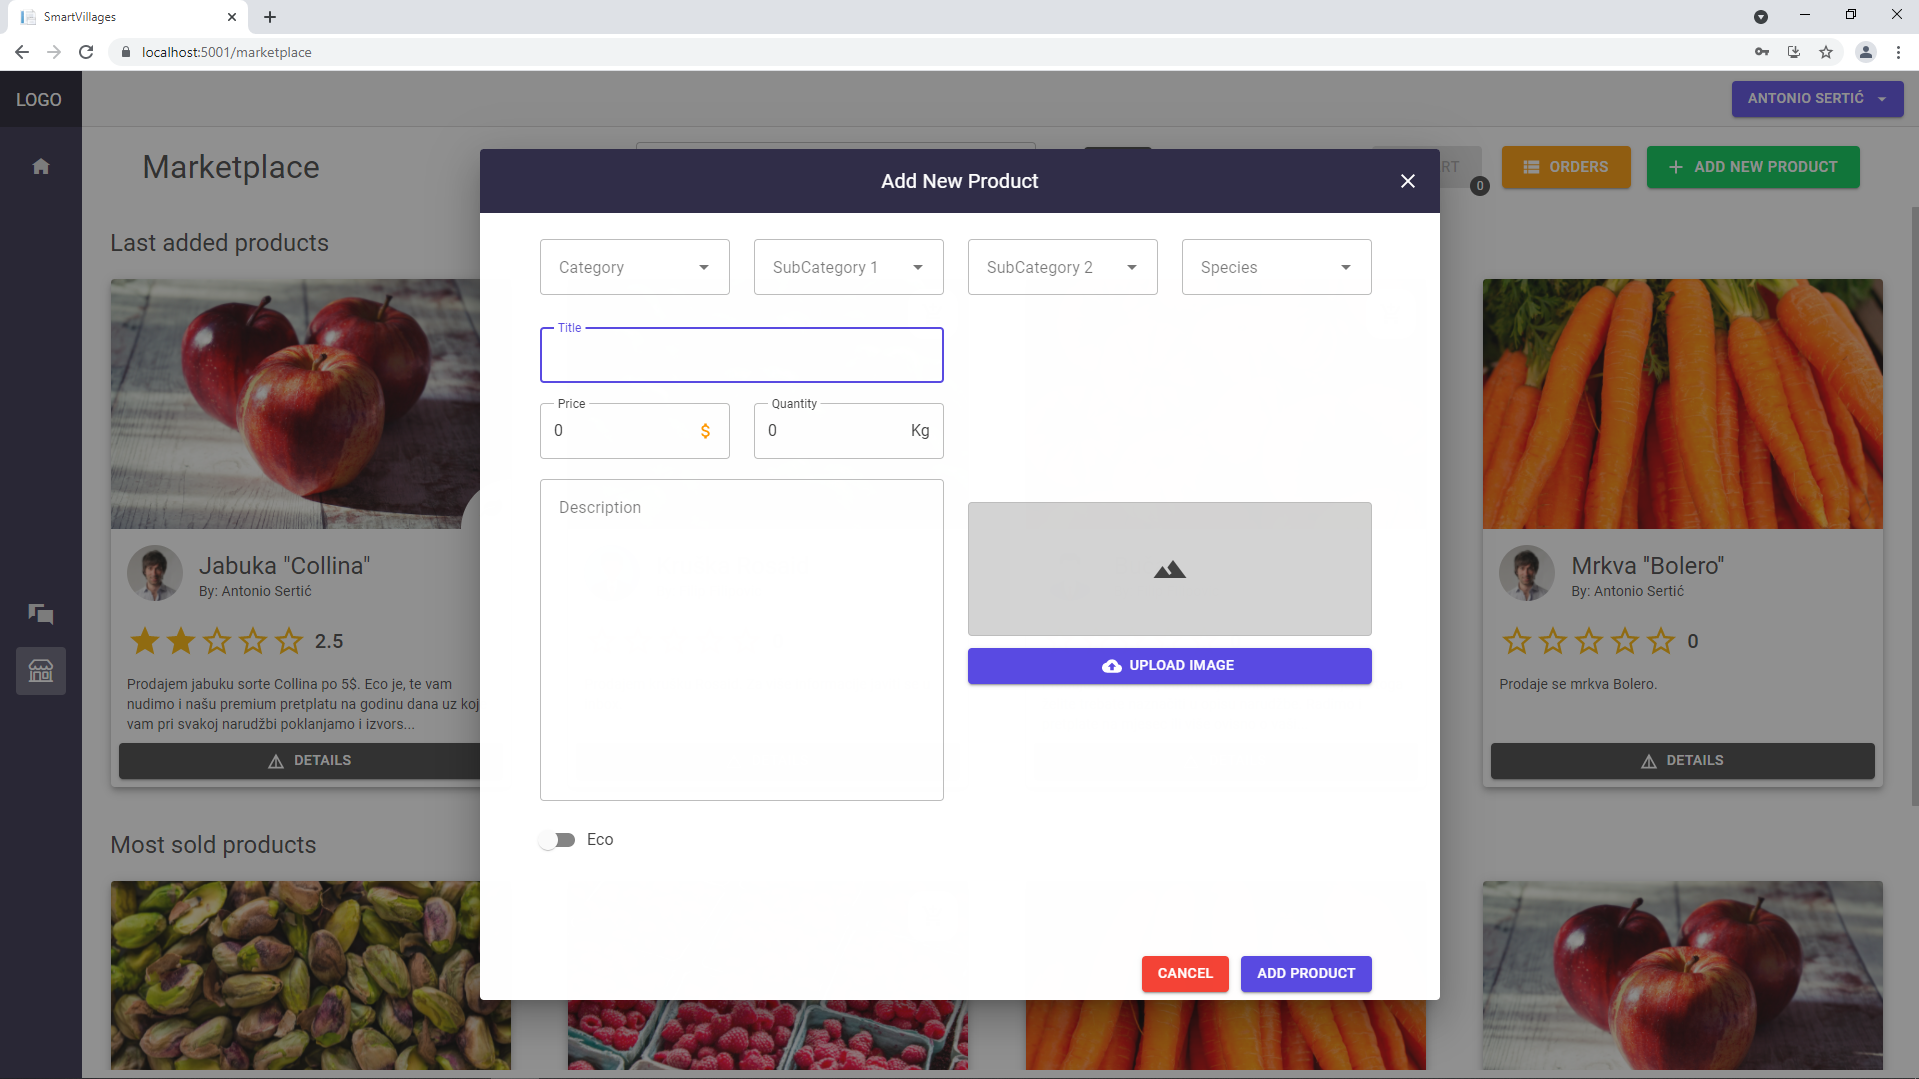 SmartVillages
localhost:5001/marketplace
LOGO
ANTONIO SERTIĆ
Marketplace
RT
0
ORDERS
ADD NEW PRODUCT
Add New Product
Last added products
Category
SubCategory 1
SubCategory 2
Species
Title
Price
0
$
Quantity
0
Kg
Description
UPLOAD IMAGE
Eco
CANCEL
ADD PRODUCT
Jabuka "Collina"
By: Antonio Sertić
2.5
Prodajem jabuku sorte Collina po 5$. Eco je, te vam
nudimo i našu premium pretplatu na godinu dana uz koj
vam pri svakoj narudžbi poklanjamo i izvors...
DETAILS
Mrkva "Bolero"
By: Antonio Sertić
0
Prodaje se mrkva Bolero.
DETAILS
Most sold products